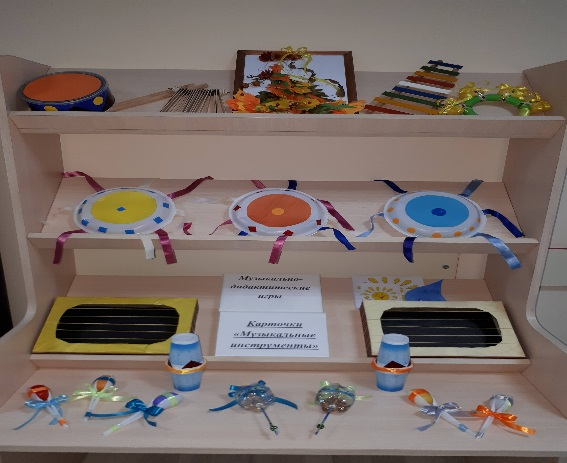 Музыкально-
дидактические
игры
Карточки
«Музыкальные
инструменты»